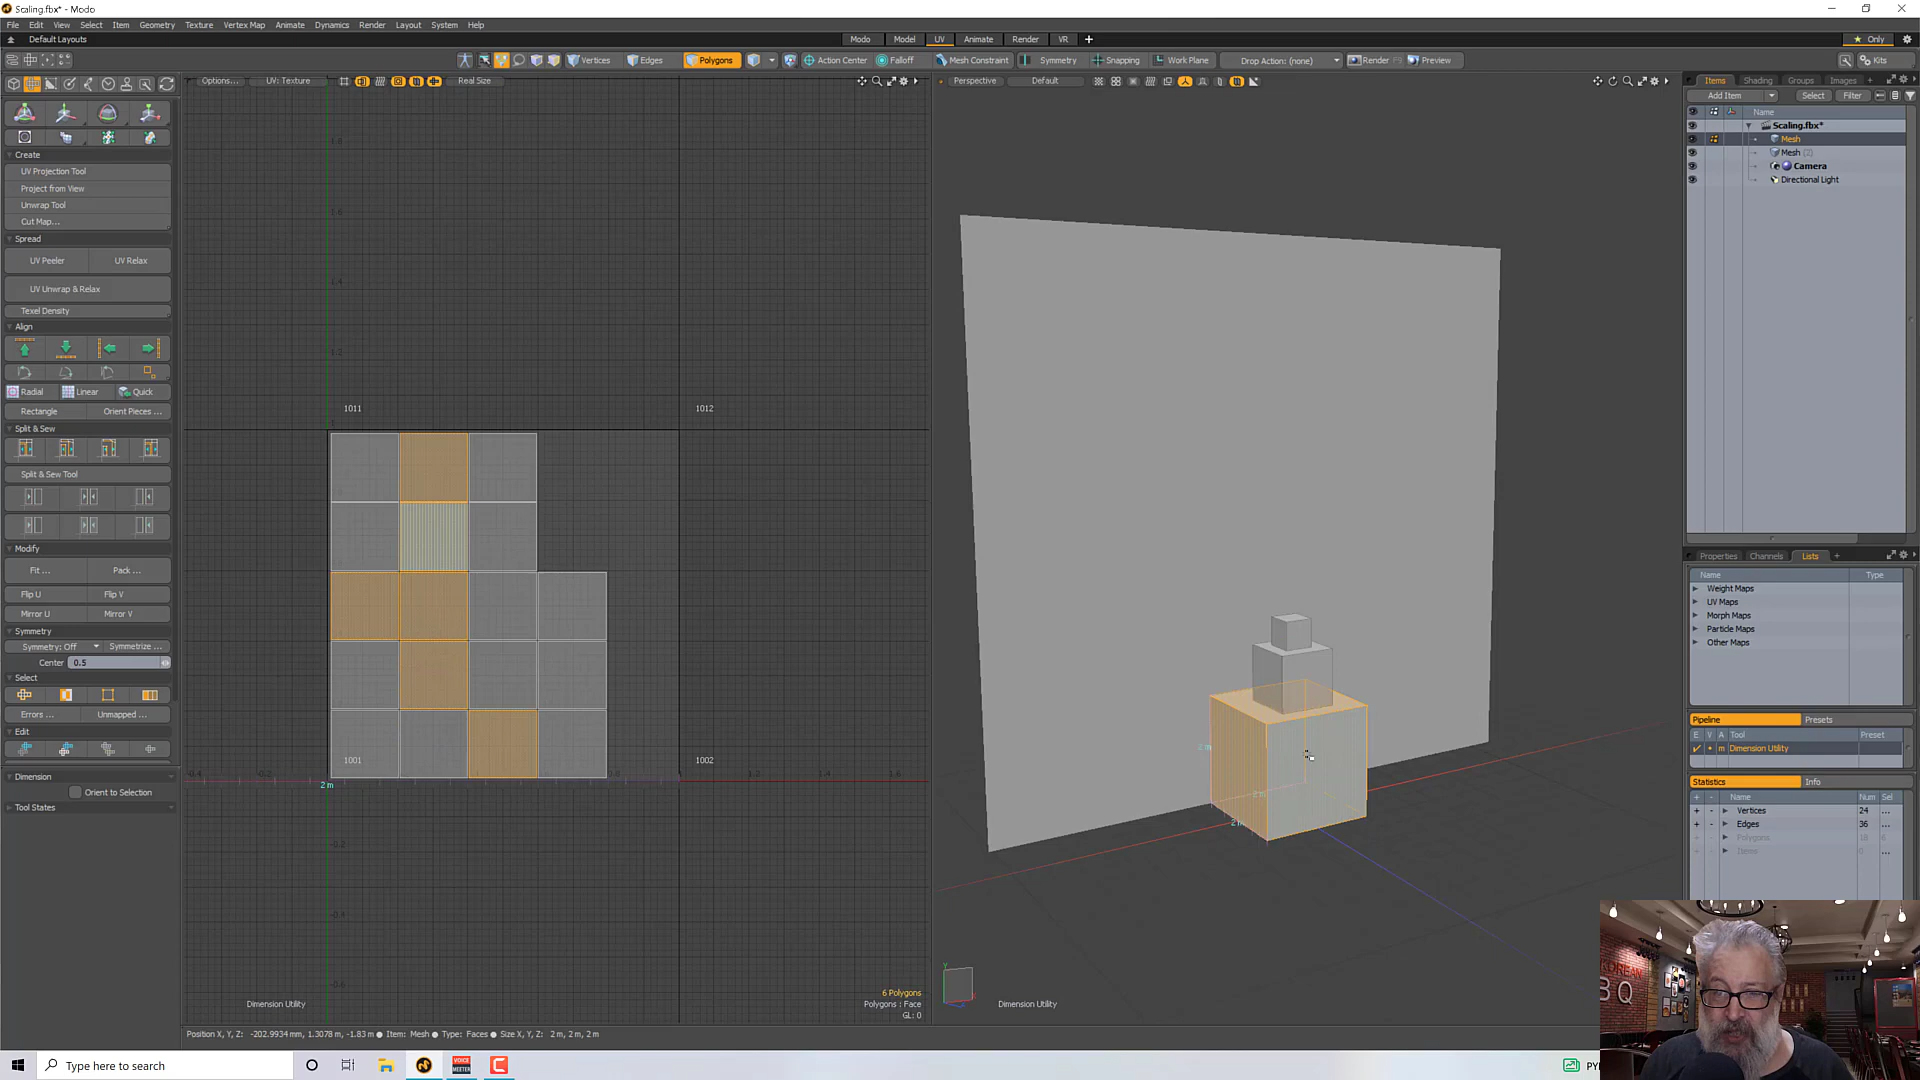 Scaling.fbx* - Modo
File Edit View Select Item Geometry Texture Vertex Map Animate Dynamics Render Layout System Help
Default Layouts
Modo Model UV Animate Render VR
Only
Vertices Edges Polygons Action Center Falloff Mesh Constraint Symmetry Snapping Work Plane Drop Action: (none) Render Preview Kits
Options... UV: Texture Real Size
Perspective Default
Items Shading Groups Images
Add Item Select Filter
Name
Scaling.fbx*
Mesh
Mesh (2)
Camera
Directional Light
Create
UV Projection Tool
Project from View
Unwrap Tool
Cut Map...
Spread
UV Peeler UV Relax
UV Unwrap & Relax
Texel Density
Align
Radial Linear Quick
Rectangle Orient Pieces ...
Split & Sew
Split & Sew Tool
Modify
Fit ... Pack ...
Flip U Flip V
Mirror U Mirror V
Symmetry
Symmetry: Off Symmetrize ...
Center 0.5
Select
Errors ... Unmapped ...
Edit
Dimension
Orient to Selection
Tool States
1011 1012
1001 1002
2 m
2 m
2 m
Dimension Utility
6 Polygons
Polygons : Face
GL: 0
Dimension Utility
Position X, Y, Z: -202.9934 mm, 1.3078 m, -1.83 m Item: Mesh Type: Faces Size X, Y, Z: 2 m, 2 m, 2 m
Properties Channels Lists
Name Type
Weight Maps
UV Maps
Morph Maps
Particle Maps
Other Maps
Pipeline Presets
E V A Tool Preset
m Dimension Utility
Statistics Info
Name Num Sel
Vertices 24 ...
Edges 36 ...
KOREAN
BQ
Type here to search
VOICE
MEETER